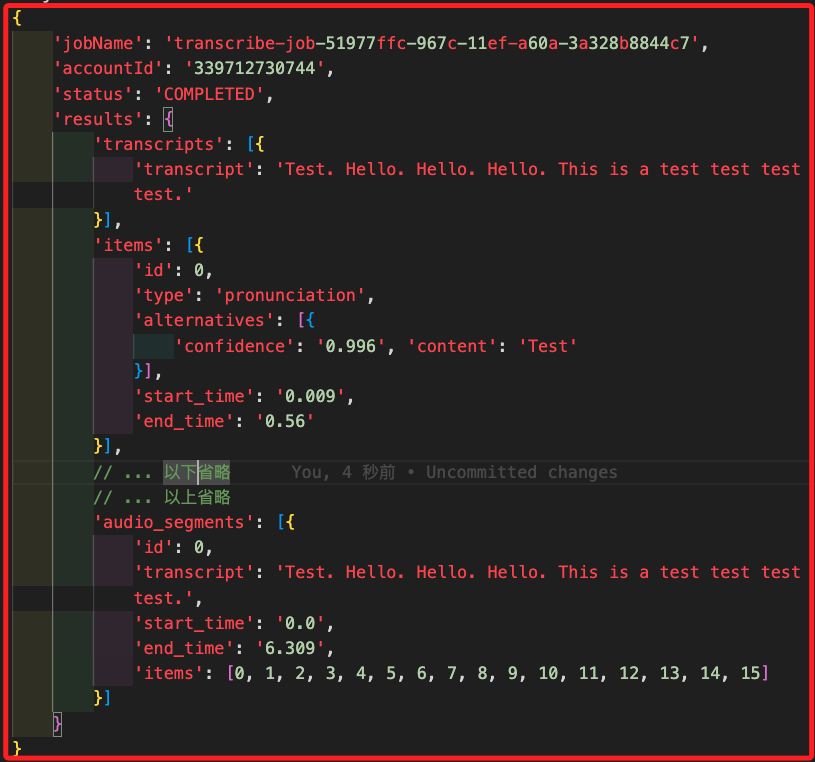 {
    'jobName': 'transcribe-job-51977ffc-967c-11ef-a60a-3a328b8844c7',
    'accountId': '339712730744',
    'status': 'COMPLETED',
    'results': {
        'transcripts': [{
            'transcript': 'Test. Hello. Hello. Hello. This is a test test test
            test.'
        }],
        'items': [{
            'id': 0,
            'type': 'pronunciation',
            'alternatives': [{
                'confidence': '0.996', 'content': 'Test'
            }],
            'start_time': '0.009',
            'end_time': '0.56'
        }],
        // ... 以下省略      You, 4 秒前 • Uncommitted changes
        // ... 以上省略
        'audio_segments': [{
            'id': 0,
            'transcript': 'Test. Hello. Hello. Hello. This is a test test test
            test.',
            'start_time': '0.0',
            'end_time': '6.309',
            'items': [0, 1, 2, 3, 4, 5, 6, 7, 8, 9, 10, 11, 12, 13, 14, 15]
        }]
    }
}